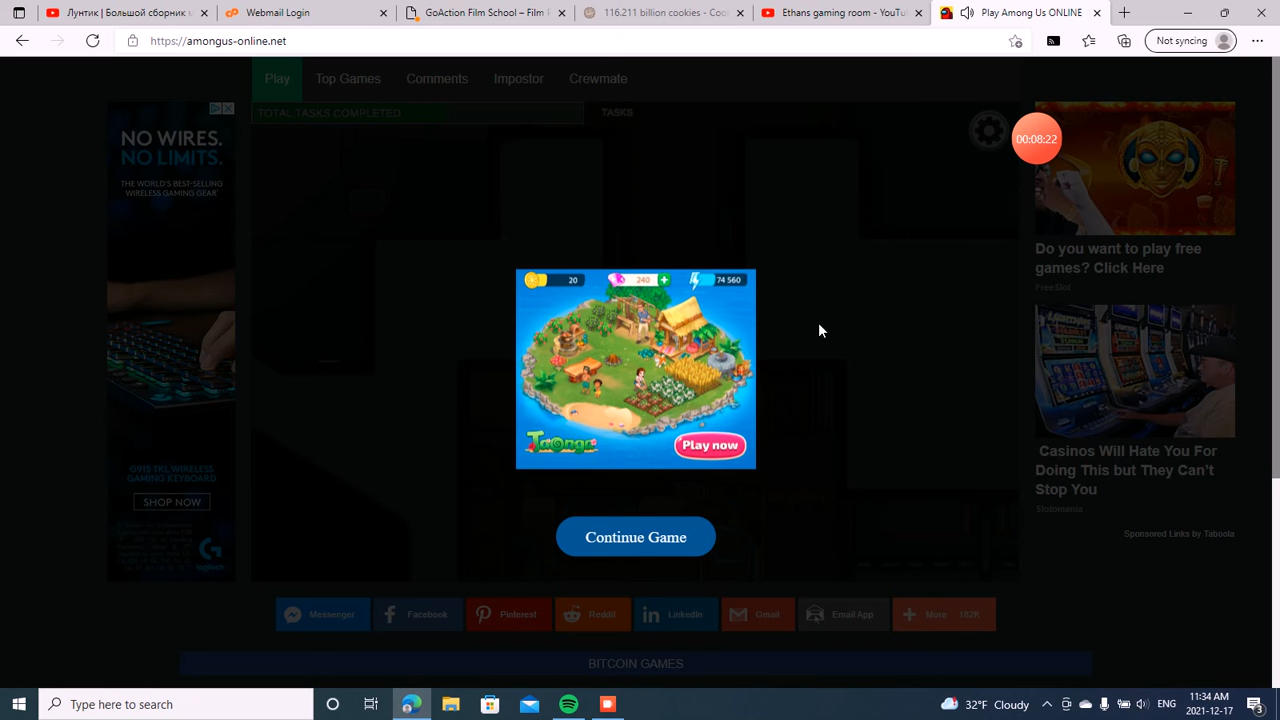 Лунтик | Большой сборник
Webmail Login
GoAction Film Fest – Film
116.211 billion cookies - Coo
Ethans gaming room - YouTu
Play Among Us ONLINE
https://amongus-online.net
Not syncing
Play
Top Games
Comments
Impostor
Crewmate
TOTAL TASKS COMPLETED
TASKS
00:08:22
NO WIRES.
NO LIMITS.
THE WORLD'S BEST-SELLING
WIRELESS GAMING GEAR
G915 TKL WIRELESS
GAMING KEYBOARD
SHOP NOW
logitech
20
240
74 560
Taonga
Play now
Continue Game
Do you want to play free
games? Click Here
FreeSlot
Casinos Will Hate You For
Doing This but They Can't
Stop You
Slotomania
Sponsored Links by Taboola
Messenger
Facebook
Pinterest
Reddit
LinkedIn
Gmail
Email App
More 182K
BITCOIN GAMES
Type here to search
32°F Cloudy
ENG
11:34 AM
2021-12-17
3